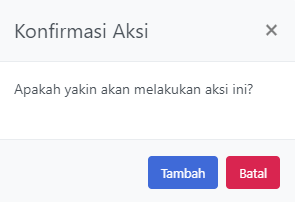 Konfirmasi Aksi ×
Apakah yakin akan melakukan aksi ini?
Tambah Batal